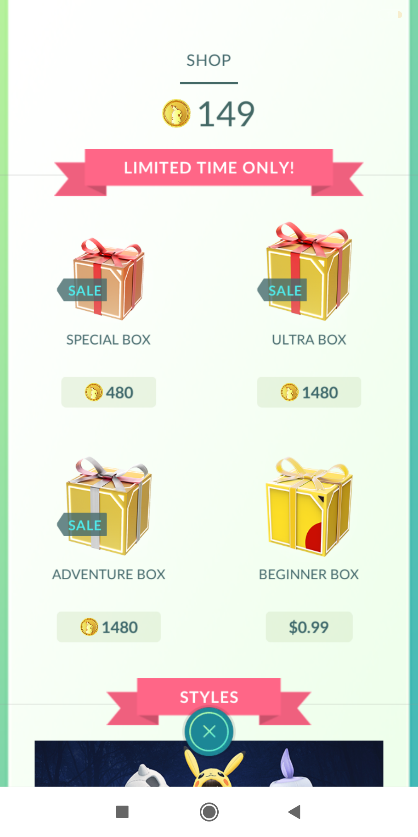 SHOP
149
LIMITED TIME ONLY!
SALE
SALE
SPECIAL BOX
ULTRA BOX
480
1480
SALE
ADVENTURE BOX
BEGINNER BOX
1480
$0.99
STYLES